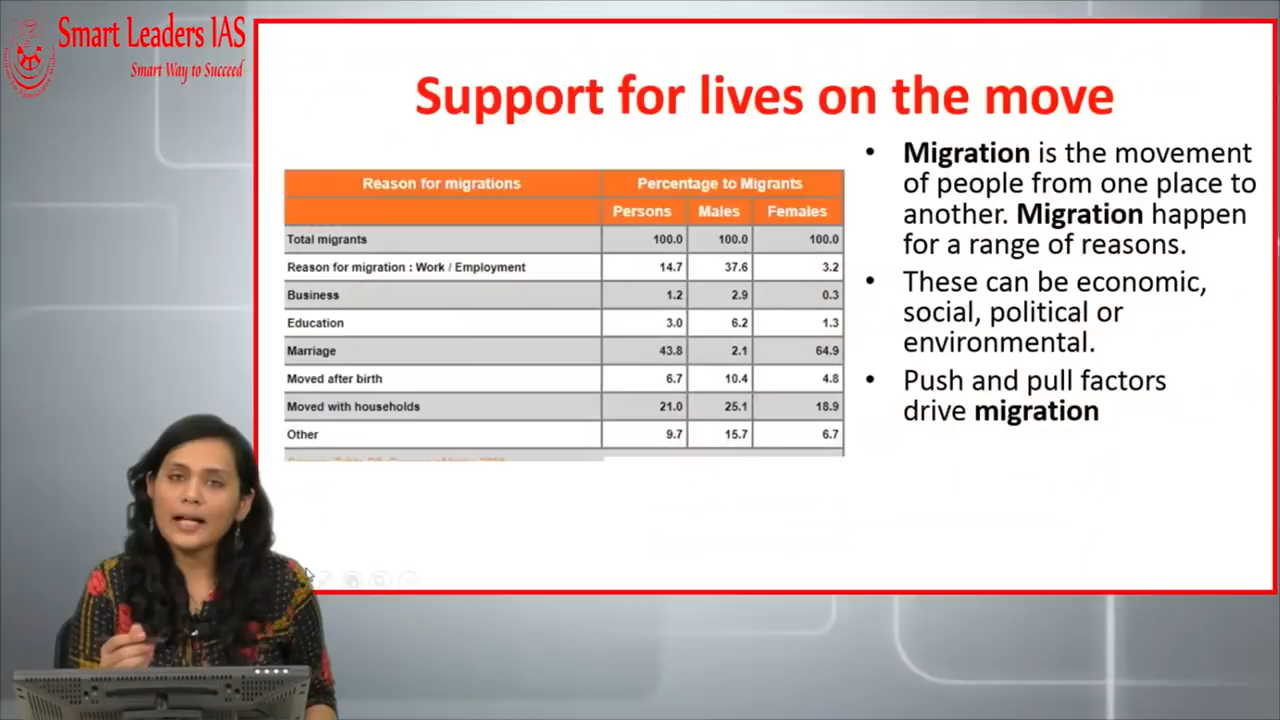 Smart Leaders IAS
Smart Way to Succeed
Support for lives on the move
Reason for migrations Percentage to Migrants
Persons Males Females
Total migrants 100.0 100.0 100.0
Reason for migration : Work / Employment 14.7 37.6 3.2
Business 1.2 2.9 0.3
Education 3.0 6.2 1.3
Marriage 43.8 2.1 64.9
Moved after birth 6.7 10.4 4.8
Moved with households 21.0 25.1 18.9
Other 9.7 15.7 6.7
• Migration is the movement
of people from one place to
another. Migration happen
for a range of reasons.
• These can be economic,
social, political or
environmental.
• Push and pull factors
drive migration